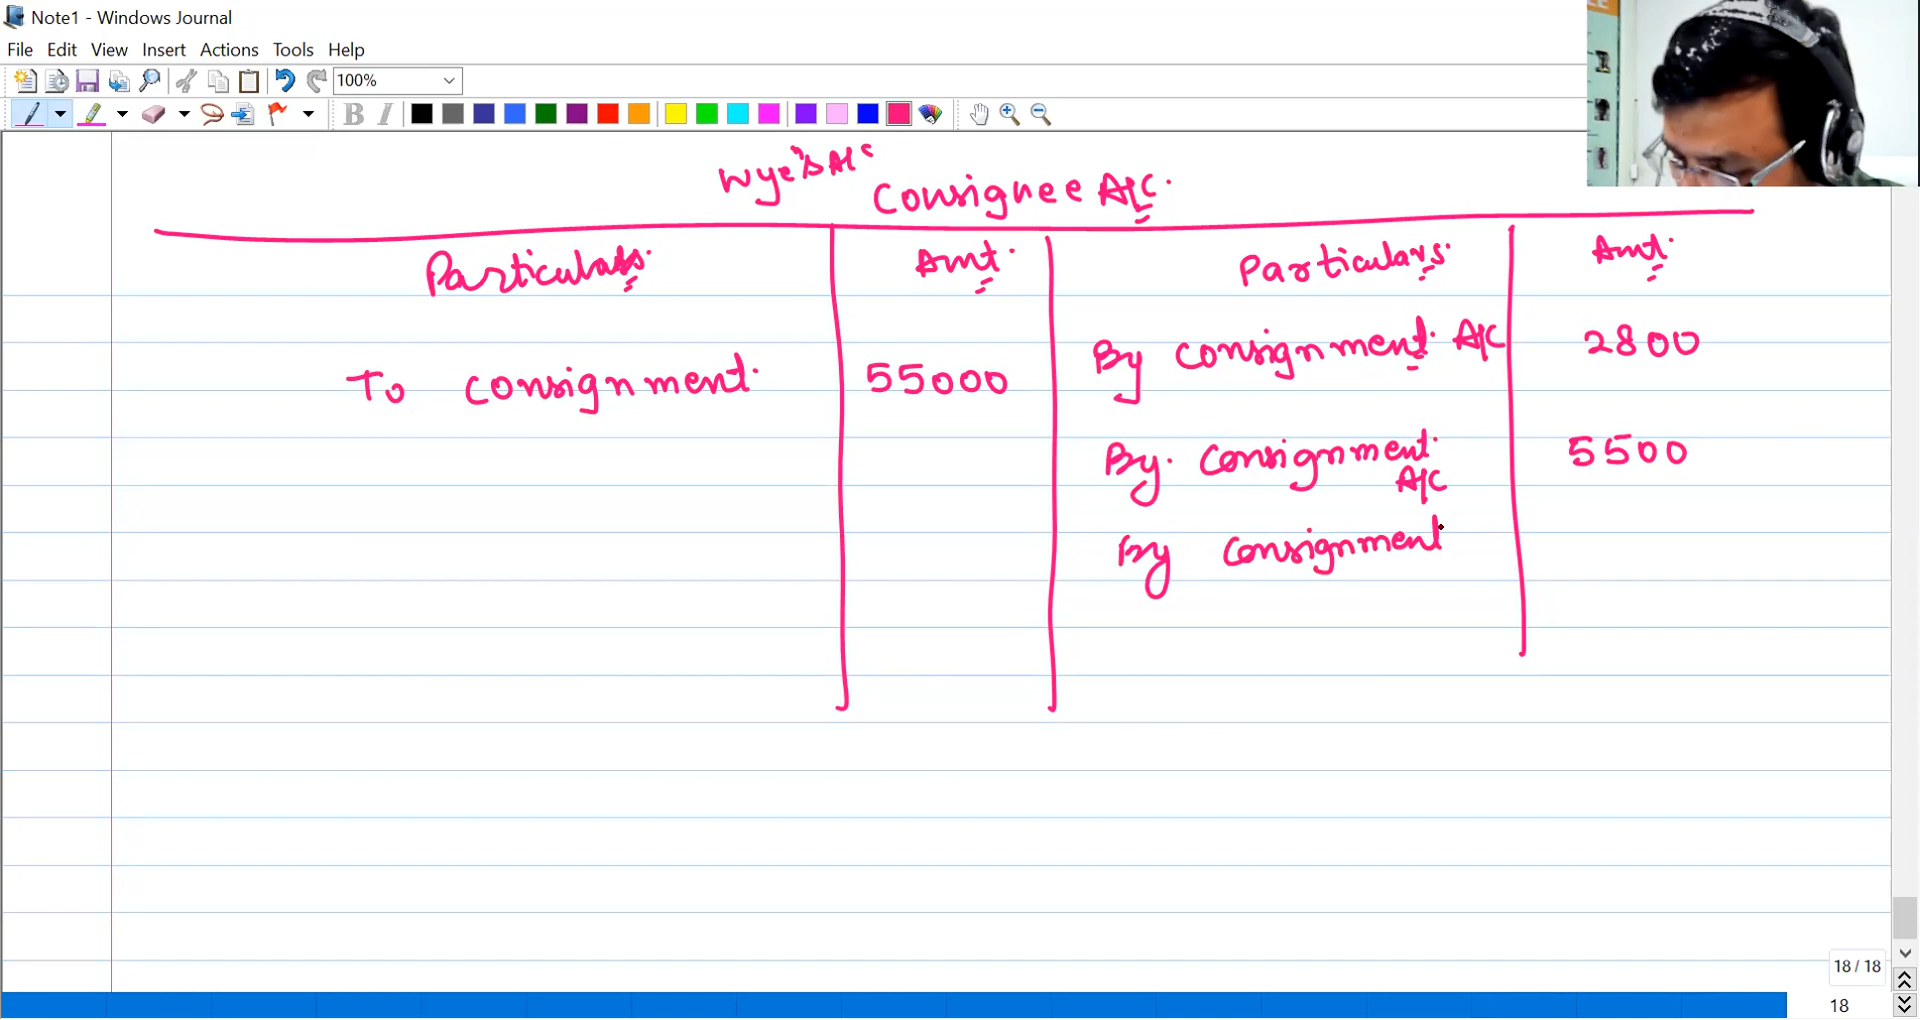 Note1 - Windows Journal
File Edit View Insert Actions Tools Help
100%
B I
Wye's A/c
Consignee A/C.
Particulars. Amt. Particulars. Amt.
By consignment. A/C 2800
To consignment. 55000
By. consignment. 5500
A/C
By consignment
18 / 18
18